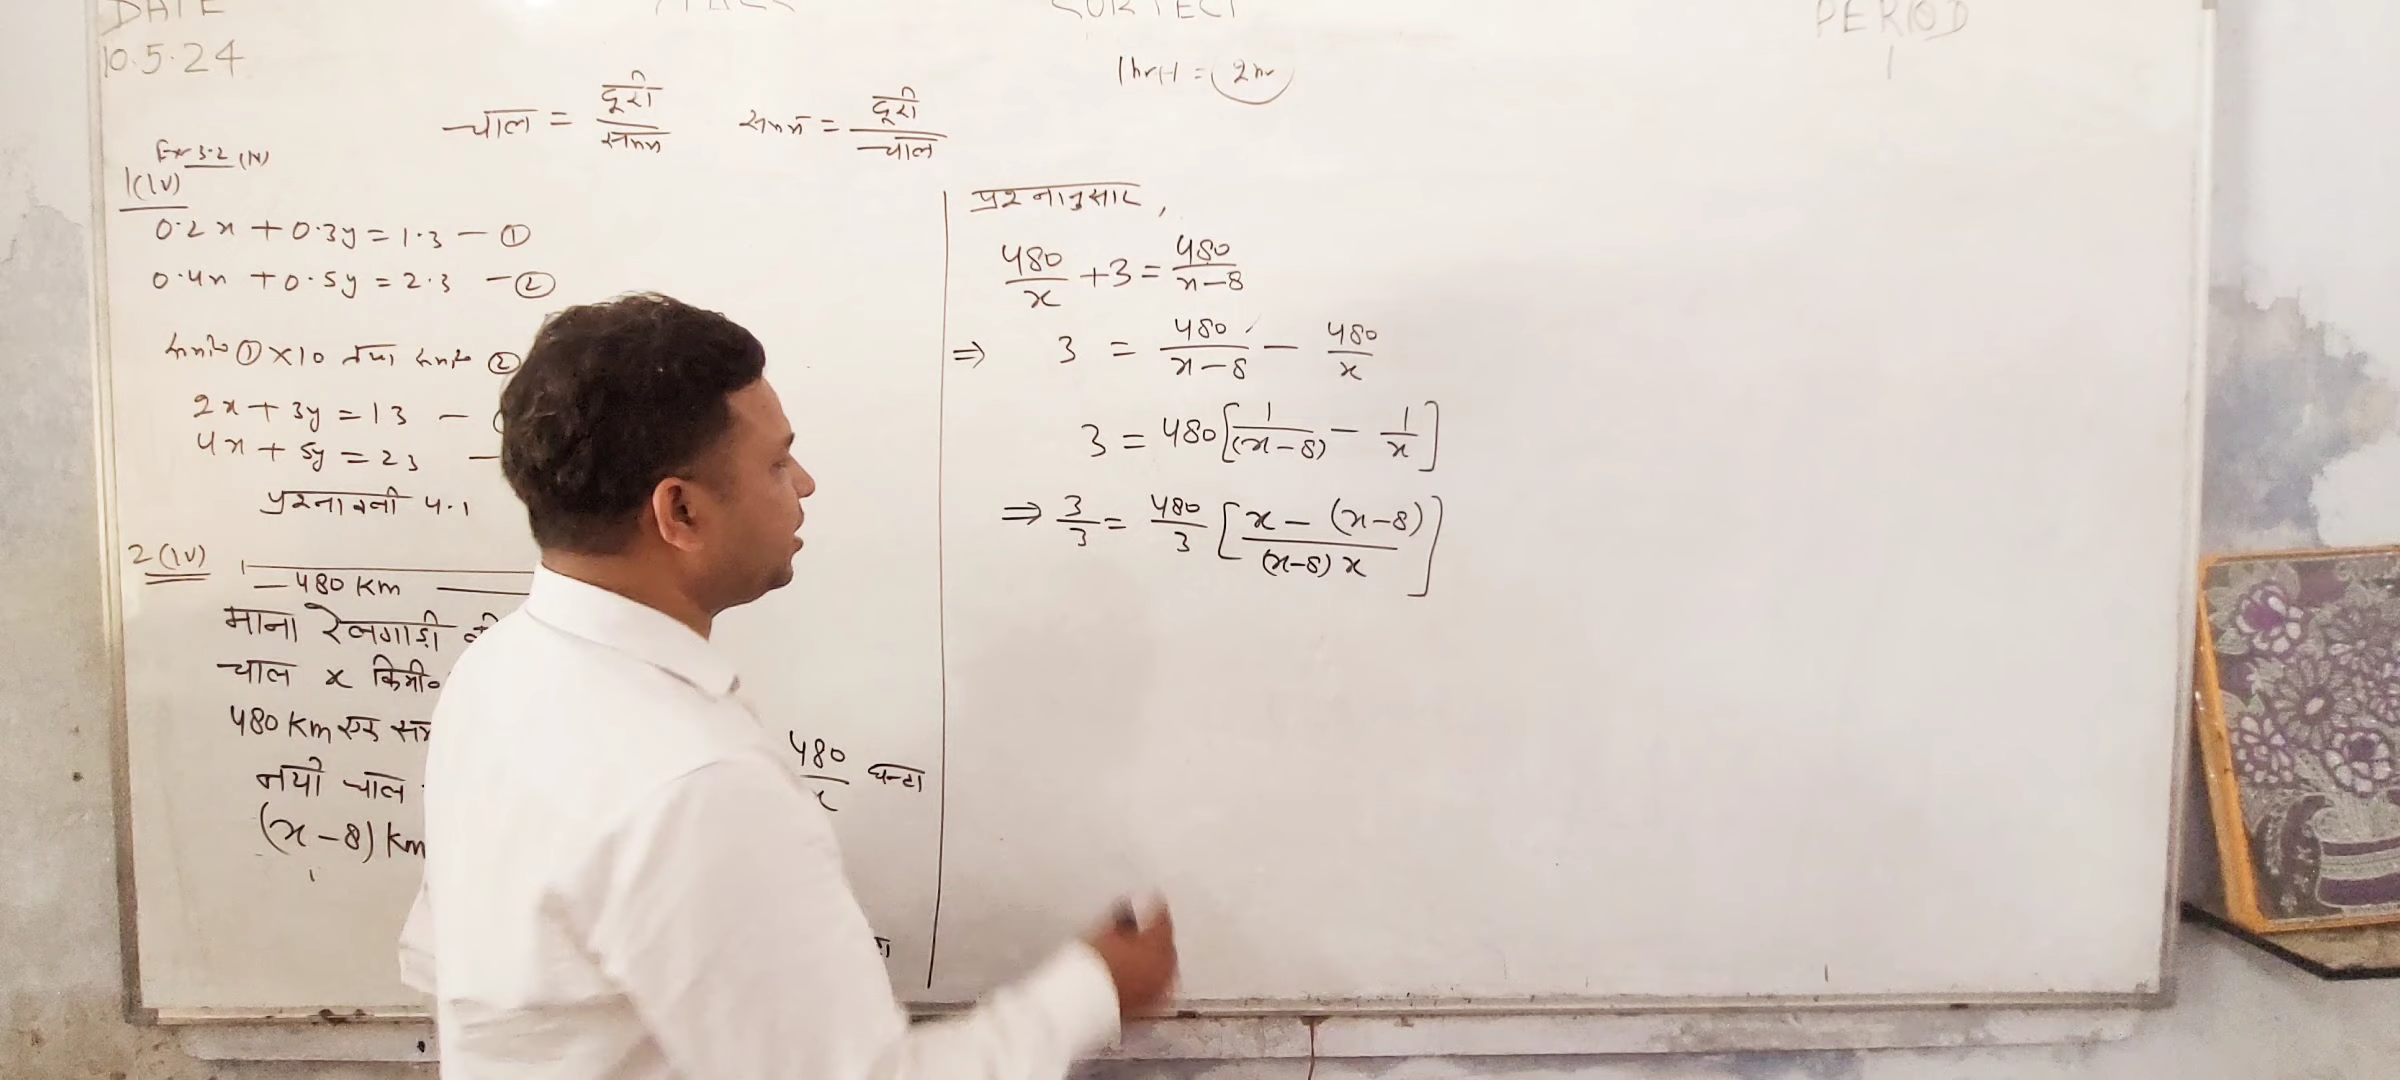 DATE
PERIOD
10.5.24
1
1hr+1 = 2hr
चाल = दूरी/समय
समय = दूरी/चाल
Ex 3.2 (N)
1(iv)
0.2x + 0.3y = 1.3 — ①
0.4x + 0.5y = 2.3 — ②
समी० ① × 10 तथा समी० ②
2x + 3y = 13 —
4x + 5y = 23 —
प्रश्नावली 4.1
2(iv)
— 480 Km —
माना रेलगाड़ी की
चाल x किमी०
480 Km
480/x घन्टा
नयी चाल
(x-8) Km
प्रश्नानुसार,
480/x + 3 = 480/x-8
⇒ 3 = 480/x-8 - 480/x
3 = 480 [1/(x-8) - 1/x]
⇒ 3/3 = 480/3 [x-(x-8)/(x-8)x]